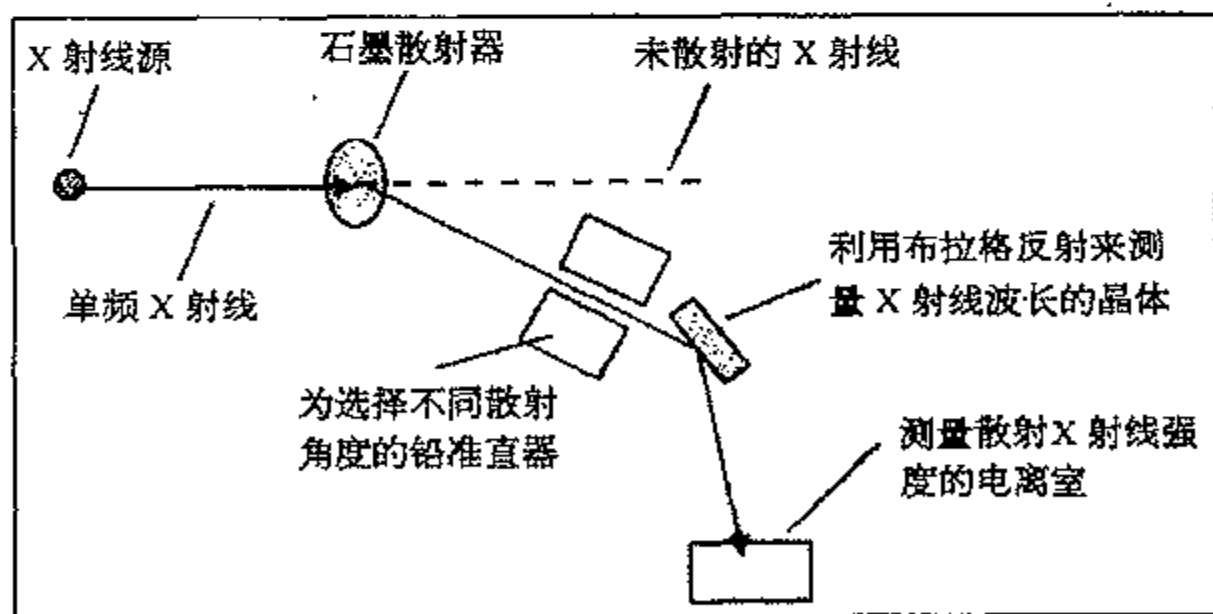 X 射线源
石墨散射器
未散射的 X 射线
单频 X 射线
利用布拉格反射来测
量 X 射线波长的晶体
为选择不同散射
角度的铅准直器
测量散射X 射线强
度的电离室